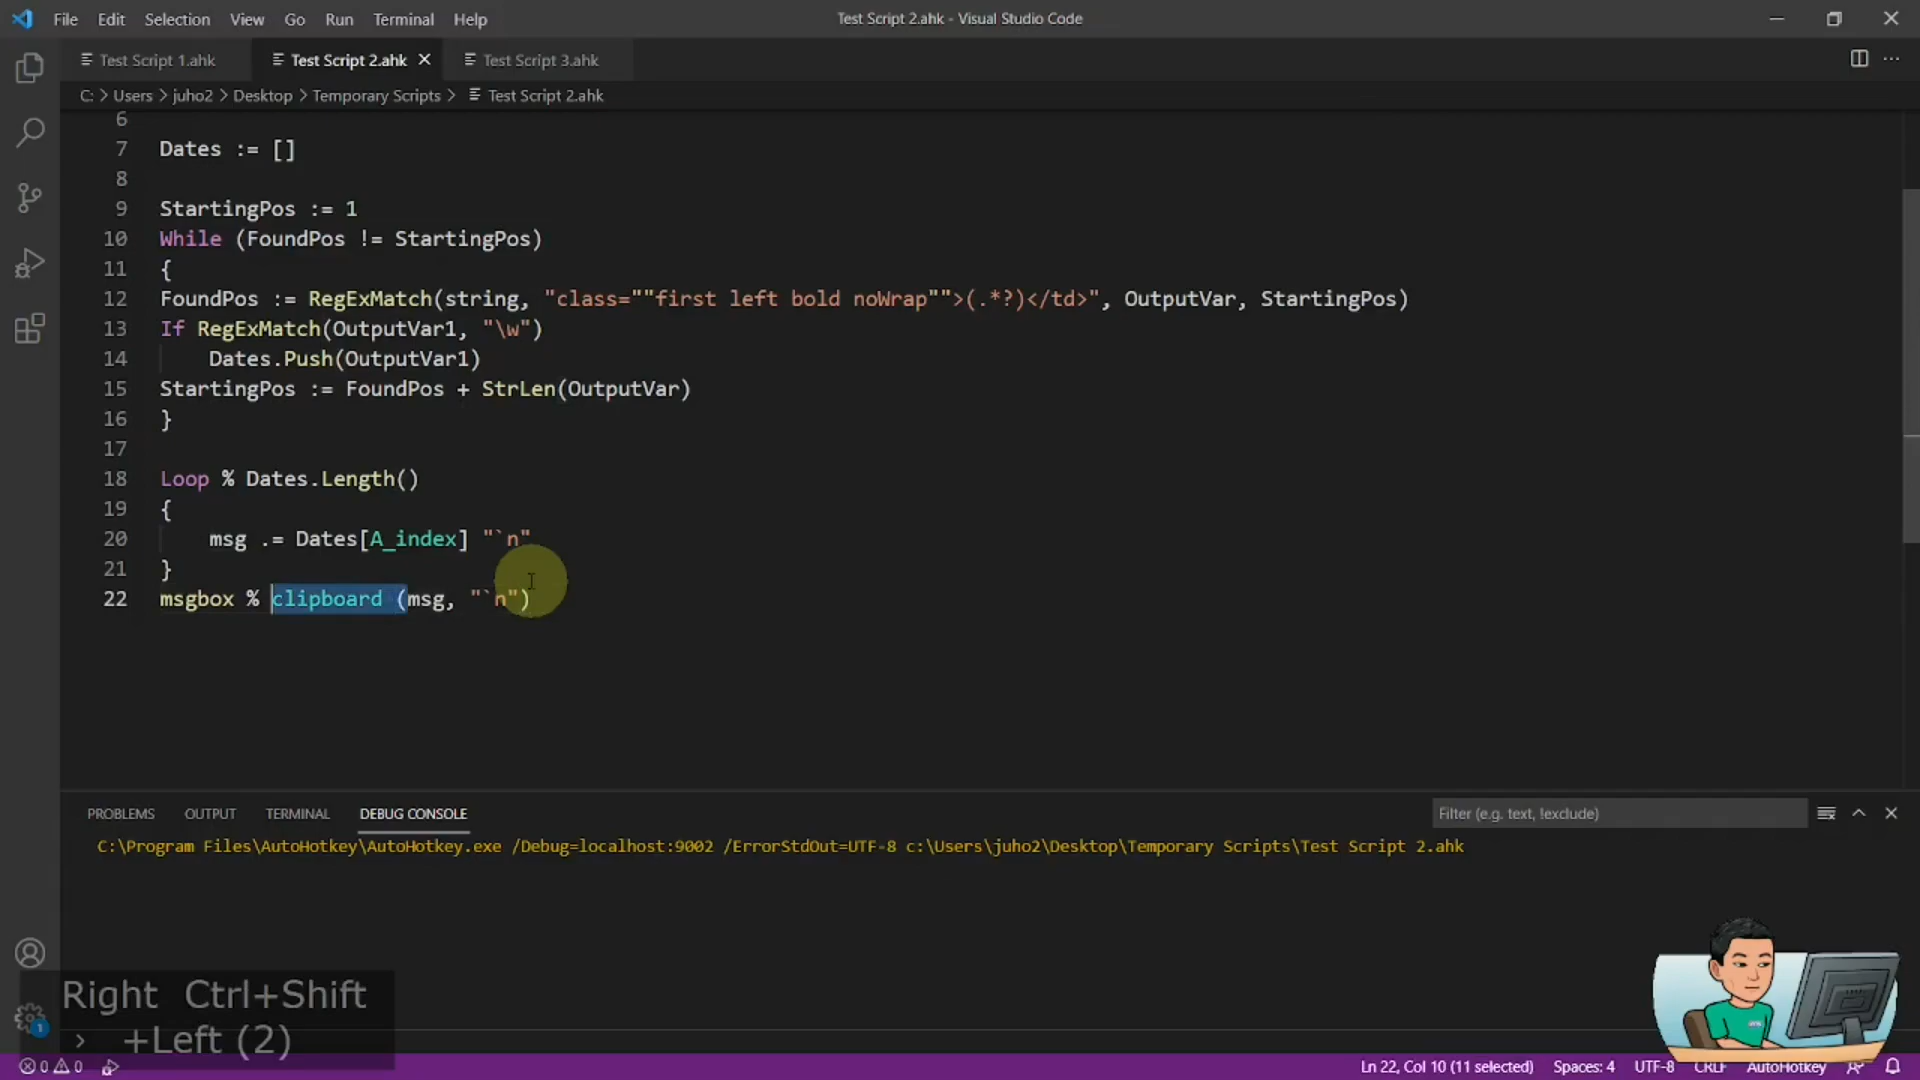 File Edit Selection View Go Run Terminal Help
Test Script 2.ahk - Visual Studio Code
Test Script 1.ahk
Test Script 2.ahk
Test Script 3.ahk
C: > Users > juho2 > Desktop > Temporary Scripts > Test Script 2.ahk
6
7 Dates := []
8
9 StartingPos := 1
10 While (FoundPos != StartingPos)
11 {
12 FoundPos := RegExMatch(string, "class=""first left bold noWrap"">(.*?)</td>", OutputVar, StartingPos)
13 If RegExMatch(OutputVar1, "\w")
14 Dates.Push(OutputVar1)
15 StartingPos := FoundPos + StrLen(OutputVar)
16 }
17
18 Loop % Dates.Length()
19 {
20 msg .= Dates[A_index] "`n"
21 }
22 msgbox % clipboard (msg, "`n")
PROBLEMS OUTPUT TERMINAL DEBUG CONSOLE
Filter (e.g. text, !exclude)
C:\Program Files\AutoHotkey\AutoHotkey.exe /Debug=localhost:9002 /ErrorStdOut=UTF-8 c:\Users\juho2\Desktop\Temporary Scripts\Test Script 2.ahk
Right Ctrl+Shift
+Left (2)
1
0 0
Ln 22, Col 10 (11 selected) Spaces: 4 UTF-8 CRLF AutoHotkey